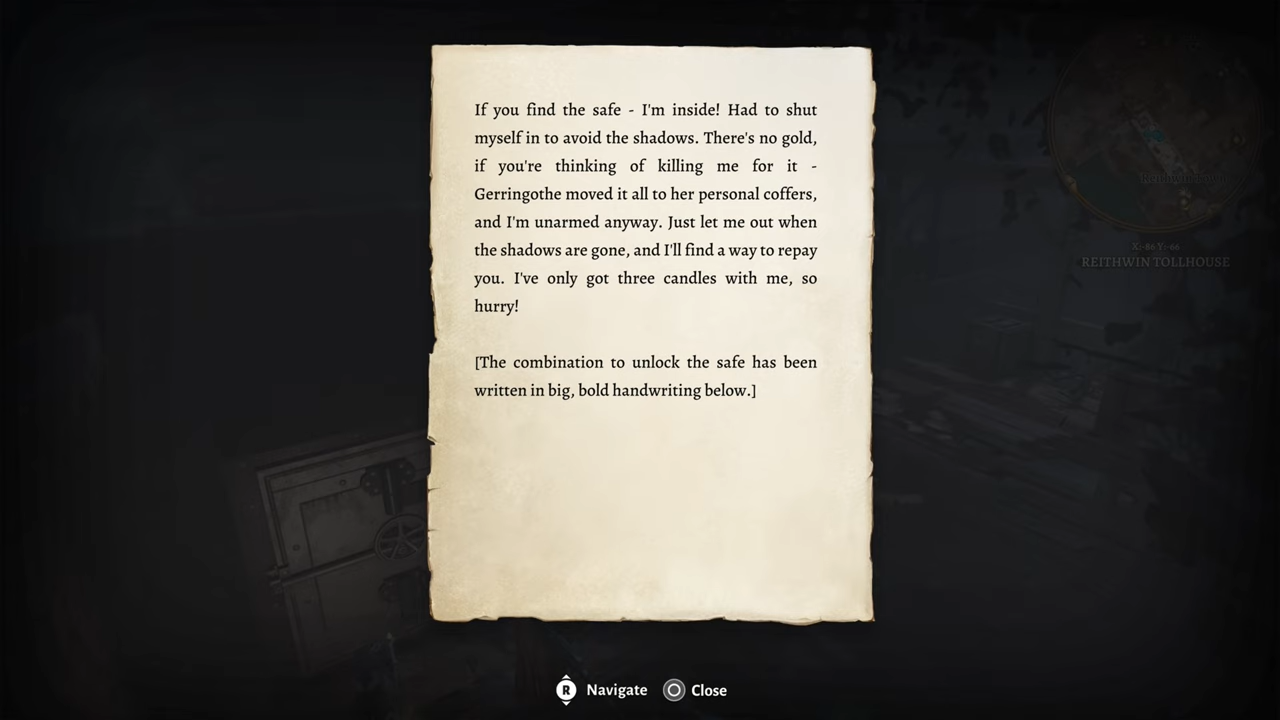 If you find the safe - I'm inside! Had to shut
myself in to avoid the shadows. There's no gold,
if you're thinking of killing me for it -
Gerringothe moved it all to her personal coffers,
and I'm unarmed anyway. Just let me out when
the shadows are gone, and I'll find a way to repay
you. I've only got three candles with me, so
hurry!
[The combination to unlock the safe has been
written in big, bold handwriting below.]
X:-86 Y:-66
REITHWIN TOLLHOUSE
R Navigate Close